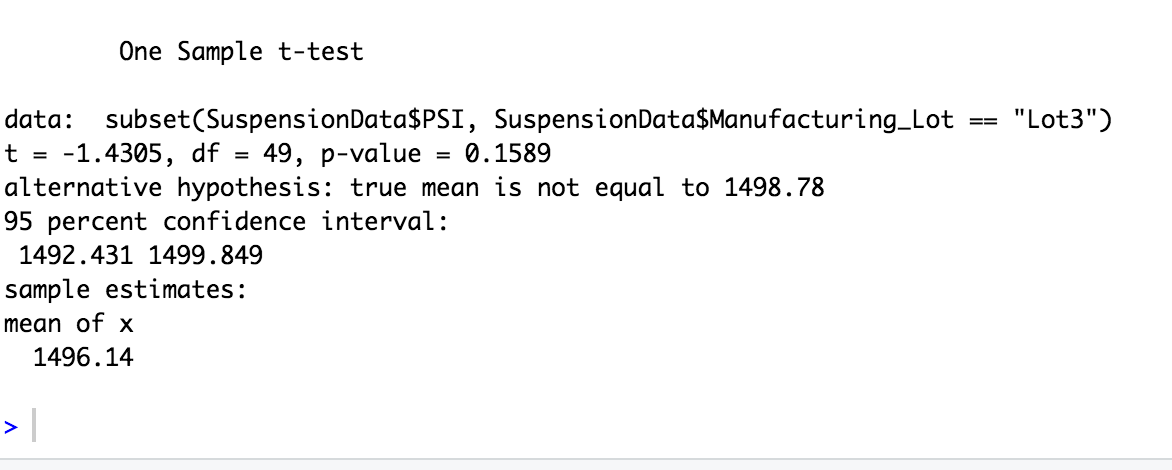 One Sample t-test
data:  subset(SuspensionData$PSI, SuspensionData$Manufacturing_Lot == "Lot3")
t = -1.4305, df = 49, p-value = 0.1589
alternative hypothesis: true mean is not equal to 1498.78
95 percent confidence interval:
1492.431 1499.849
sample estimates:
mean of x
1496.14
>